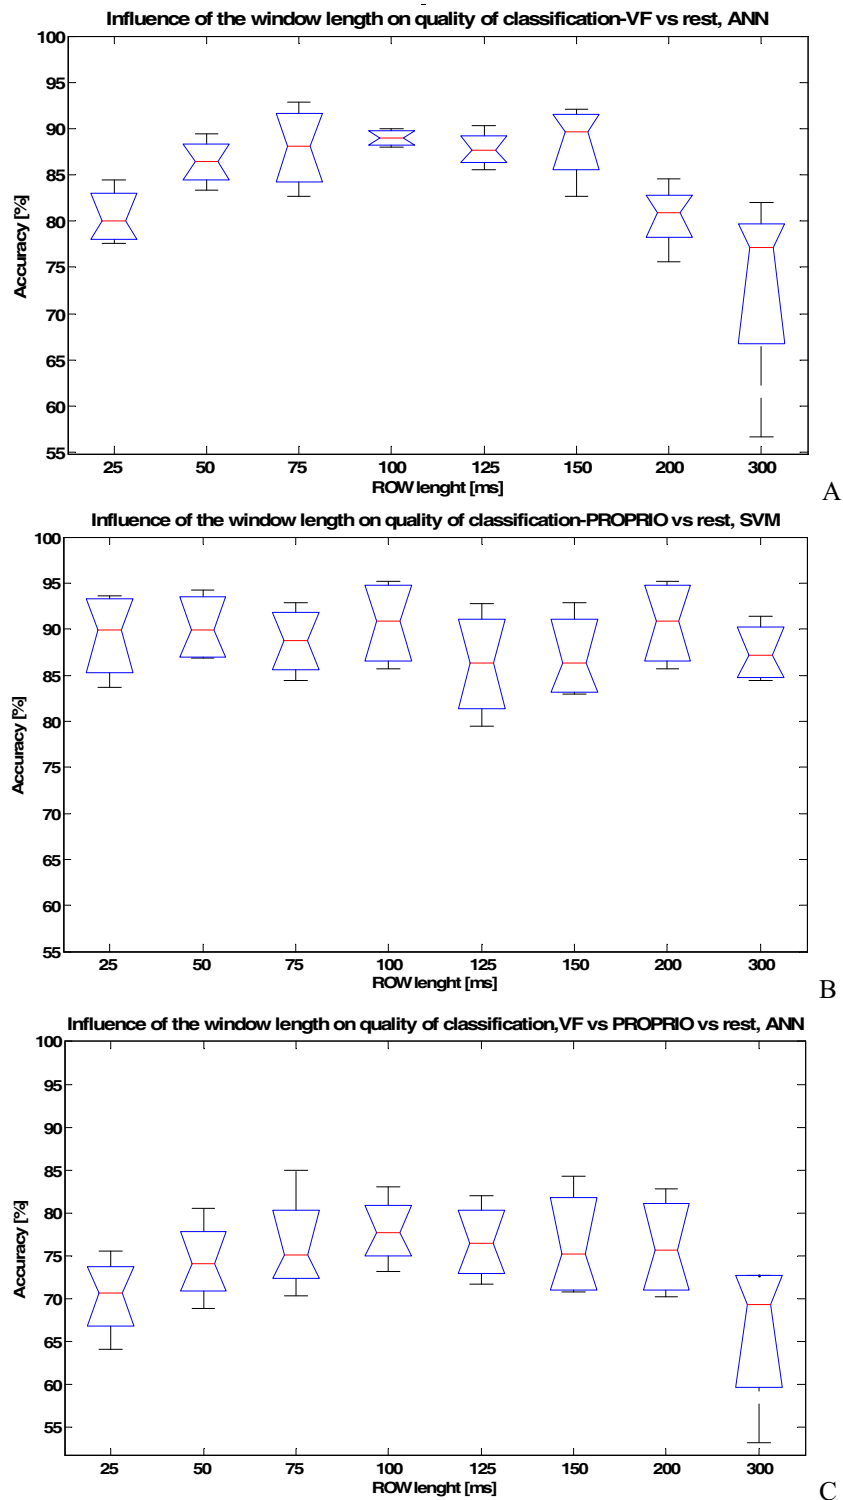 Influence of the window length on quality of classification-VF vs rest, ANN
100
95
90
85
80
75
70
65
60
55
Accuracy [%]
25 50 75 100 125 150 200 300
ROW lenght [ms]
A
Influence of the window length on quality of classification-PROPRIO vs rest, SVM
100
95
90
85
80
75
70
65
60
55
Accuracy [%]
25 50 75 100 125 150 200 300
ROW lenght [ms]
B
Influence of the window length on quality of classification,VF vs PROPRIO vs rest, ANN
100
95
90
85
80
75
70
65
60
55
Accuracy [%]
25 50 75 100 125 150 200 300
ROW lenght [ms]
C